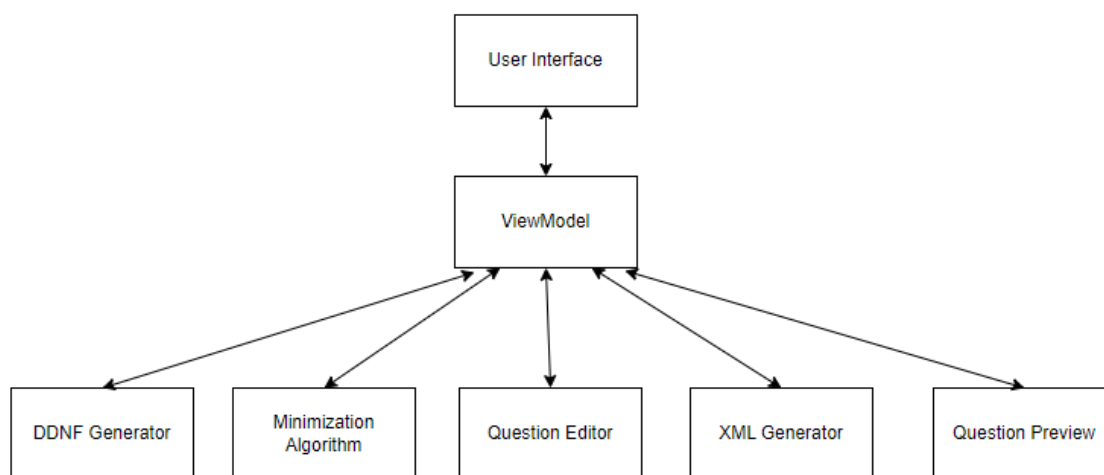 User Interface
ViewModel
DDNF Generator
Minimization
Algorithm
Question Editor
XML Generator
Question Preview